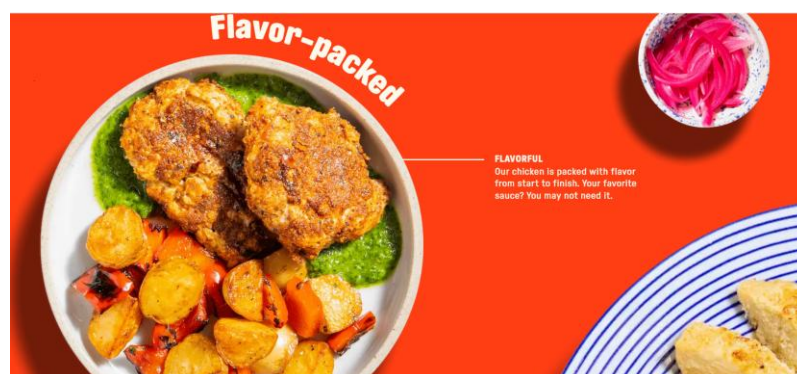 Flavor-packed
FLAVORFUL
Our chicken is packed with flavor
from start to finish. Your favorite
sauce? You may not need it.